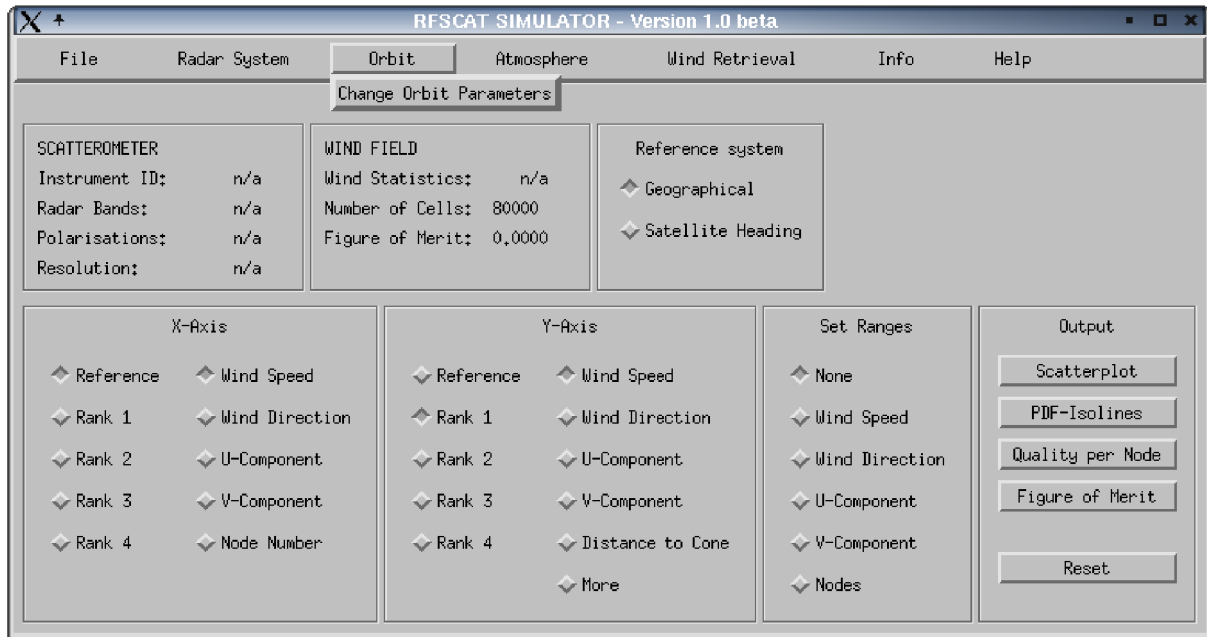 RFSCAT SIMULATOR - Version 1.0 beta
File Radar System Orbit Atmosphere Wind Retrieval Info Help
Change Orbit Parameters
SCATTEROMETER
Instrument ID: n/a
Radar Bands: n/a
Polarisations: n/a
Resolution: n/a
WIND FIELD
Wind Statistics: n/a
Number of Cells: 80000
Figure of Merit: 0.0000
Reference system
Geographical
Satellite Heading
X-Axis
Reference Wind Speed
Rank 1 Wind Direction
Rank 2 U-Component
Rank 3 V-Component
Rank 4 Node Number
Y-Axis
Reference Wind Speed
Rank 1 Wind Direction
Rank 2 U-Component
Rank 3 V-Component
Rank 4 Distance to Cone
More
Set Ranges
None
Wind Speed
Wind Direction
U-Component
V-Component
Nodes
Output
Scatterplot
PDF-Isolines
Quality per Node
Figure of Merit
Reset